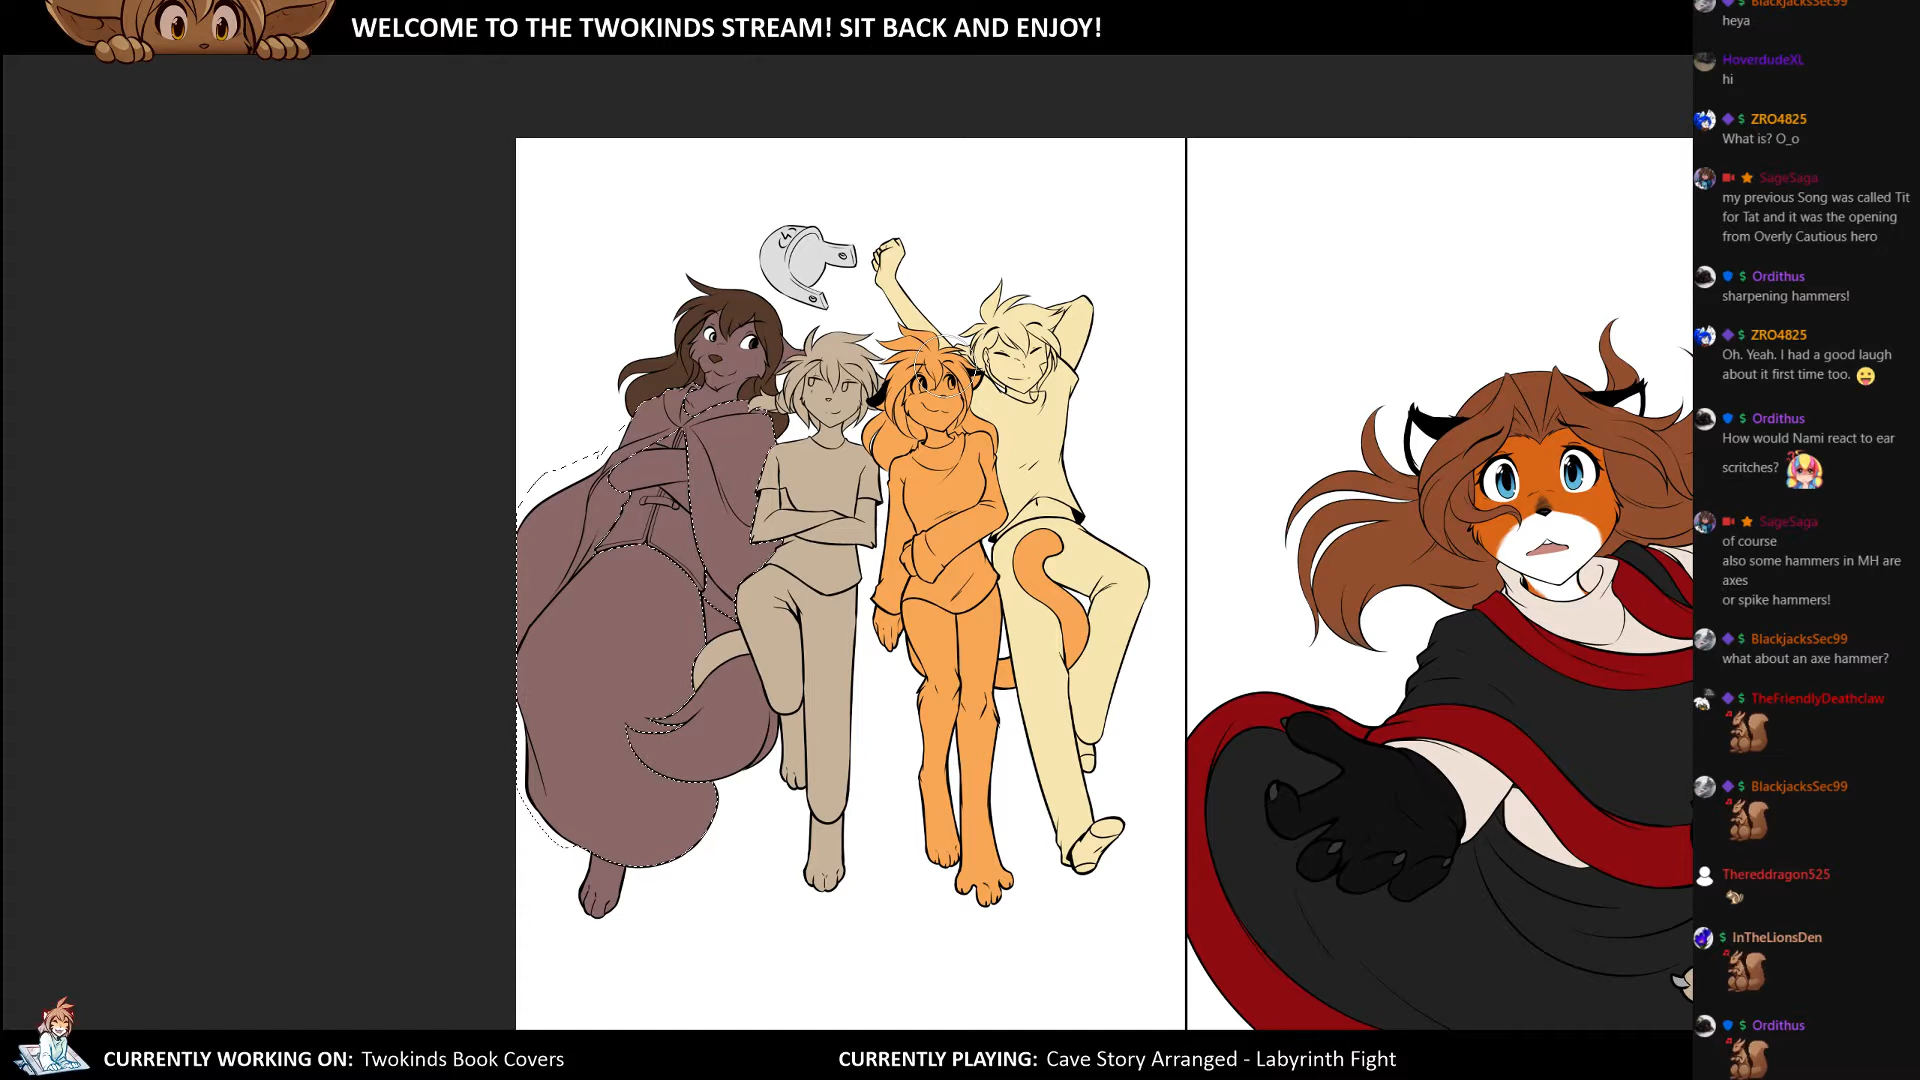 WELCOME TO THE TWOKINDS STREAM! SIT BACK AND ENJOY!
BlackjacksSec99
heya
HoverdudeXL
hi
ZRO4825
What is? O_o
SageSaga
my previous Song was called Tit
for Tat and it was the opening
from Overly Cautious hero
Ordithus
sharpening hammers!
ZRO4825
Oh. Yeah. I had a good laugh
about it first time too.
Ordithus
How would Nami react to ear
scritches?
SageSaga
of course
also some hammers in MH are
axes
or spike hammers!
BlackjacksSec99
what about an axe hammer?
TheFriendlyDeathclaw
BlackjacksSec99
Thereddragon525
InTheLionsDen
Ordithus
CURRENTLY WORKING ON: Twokinds Book Covers
CURRENTLY PLAYING: Cave Story Arranged - Labyrinth Fight